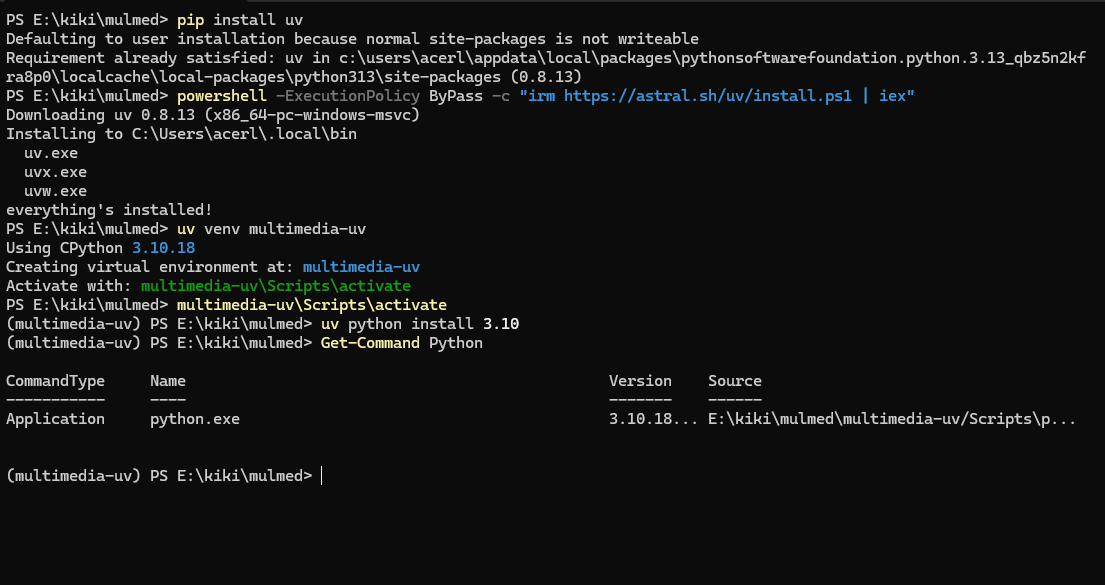 PS E:\kiki\mulmed> pip install uv
Defaulting to user installation because normal site-packages is not writeable
Requirement already satisfied: uv in c:\users\acerl\appdata\local\packages\pythonsoftwarefoundation.python.3.13_qbz5n2kf
ra8p0\localcache\local-packages\python313\site-packages (0.8.13)
PS E:\kiki\mulmed> powershell -ExecutionPolicy ByPass -c "irm https://astral.sh/uv/install.ps1 | iex"
Downloading uv 0.8.13 (x86_64-pc-windows-msvc)
Installing to C:\Users\acerl\.local\bin
  uv.exe
  uvx.exe
  uvw.exe
everything's installed!
PS E:\kiki\mulmed> uv venv multimedia-uv
Using CPython 3.10.18
Creating virtual environment at: multimedia-uv
Activate with: multimedia-uv\Scripts\activate
PS E:\kiki\mulmed> multimedia-uv\Scripts\activate
(multimedia-uv) PS E:\kiki\mulmed> uv python install 3.10
(multimedia-uv) PS E:\kiki\mulmed> Get-Command Python
CommandType     Name                                               Version    Source
-----------     ----                                               -------    ------
Application     python.exe                                         3.10.18... E:\kiki\mulmed\multimedia-uv/Scripts\p...
(multimedia-uv) PS E:\kiki\mulmed>